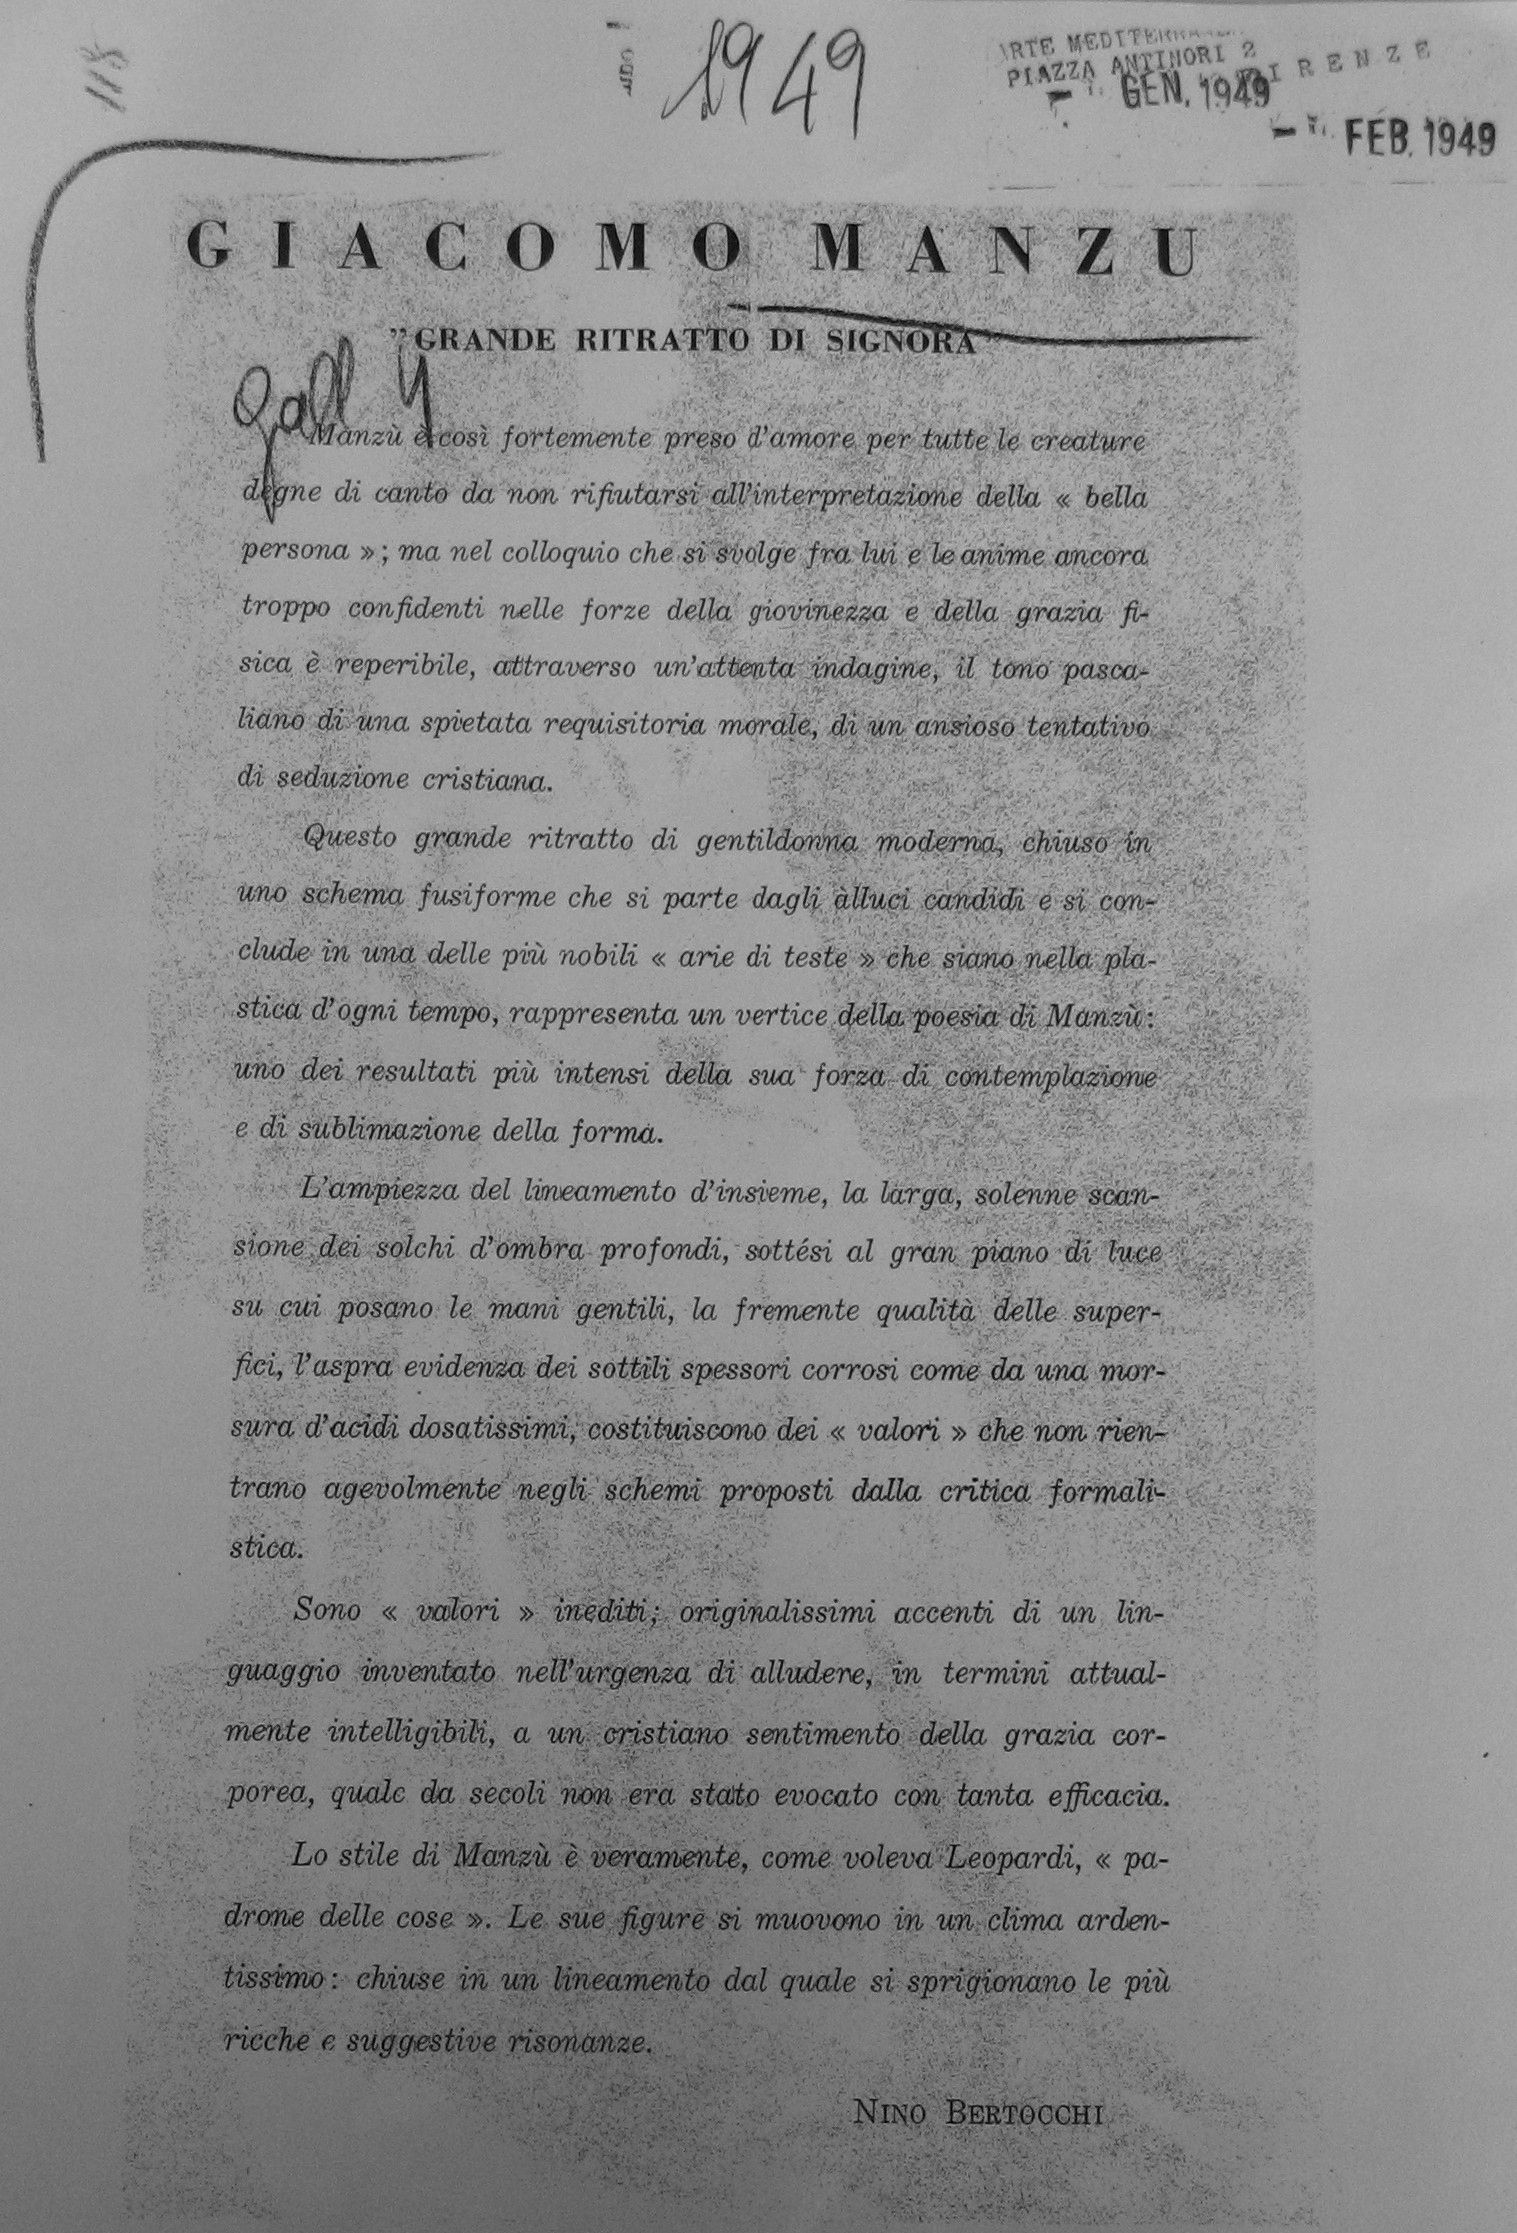 118
1949
ARTE MEDITERRANEA
PIAZZA ANTINORI 2
FIRENZE
GEN. 1949
FEB. 1949
GIACOMO MANZU
"GRANDE RITRATTO DI SIGNORA"
Manzù è così fortemente preso d'amore per tutte le creature
degne di canto da non rifiutarsi all'interpretazione della « bella
persona » ; ma nel colloquio che si svolge fra lui e le anime ancora
troppo confidenti nelle forze della giovinezza e della grazia fi-
sica è reperibile, attraverso un'attenta indagine, il tono pasca-
liano di una spietata requisitoria morale, di un ansioso tentativo
di seduzione cristiana.
Questo grande ritratto di gentildonna moderna, chiuso in
uno schema fusiforme che si parte dagli àlluci candidi e si con-
clude in una delle più nobili « arie di teste » che siano nella pla-
stica d'ogni tempo, rappresenta un vertice della poesia di Manzù:
uno dei resultati più intensi della sua forza di contemplazione
e di sublimazione della forma.
L'ampiezza del lineamento d'insieme, la larga, solenne scan-
sione dei solchi d'ombra profondi, sottési al gran piano di luce
su cui posano le mani gentili, la fremente qualità delle super-
fici, l'aspra evidenza dei sottili spessori corrosi come da una mor-
sura d'acidi dosatissimi, costituiscono dei « valori » che non rien-
trano agevolmente negli schemi proposti dalla critica formali-
stica.
Sono « valori » inediti; originalissimi accenti di un lin-
guaggio inventato nell'urgenza di alludere, in termini attual-
mente intelligibili, a un cristiano sentimento della grazia cor-
porea, quale da secoli non era stato evocato con tanta efficacia.
Lo stile di Manzù è veramente, come voleva Leopardi, « pa-
drone delle cose ». Le sue figure si muovono in un clima arden-
tissimo: chiuse in un lineamento dal quale si sprigionano le più
ricche e suggestive risonanze.
NINO BERTOCCHI